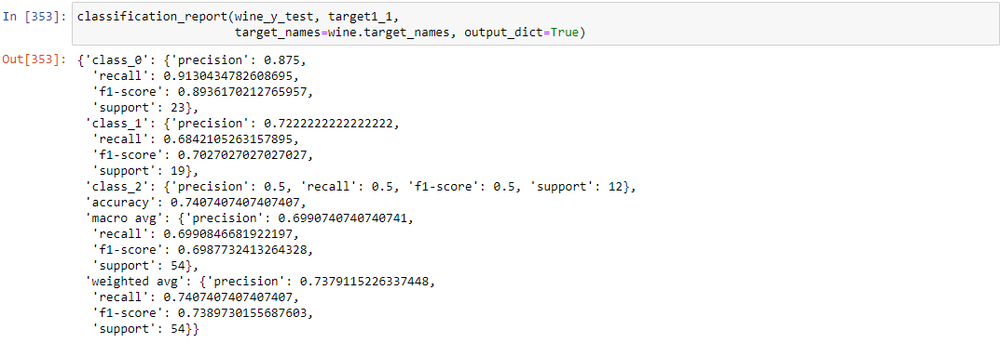 In [353]: classification_report(wine_y_test, target1_1,
target_names=wine.target_names, output_dict=True)
Out[353]: {'class_0': {'precision': 0.875,
'recall': 0.9130434782608695,
'f1-score': 0.8936170212765957,
'support': 23},
'class_1': {'precision': 0.7222222222222222,
'recall': 0.6842105263157895,
'f1-score': 0.7027027027027027,
'support': 19},
'class_2': {'precision': 0.5, 'recall': 0.5, 'f1-score': 0.5, 'support': 12},
'accuracy': 0.7407407407407407,
'macro avg': {'precision': 0.6990740740740741,
'recall': 0.6990846681922197,
'f1-score': 0.6987732413264328,
'support': 54},
'weighted avg': {'precision': 0.7379115226337448,
'recall': 0.7407407407407407,
'f1-score': 0.7389730155687603,
'support': 54}}